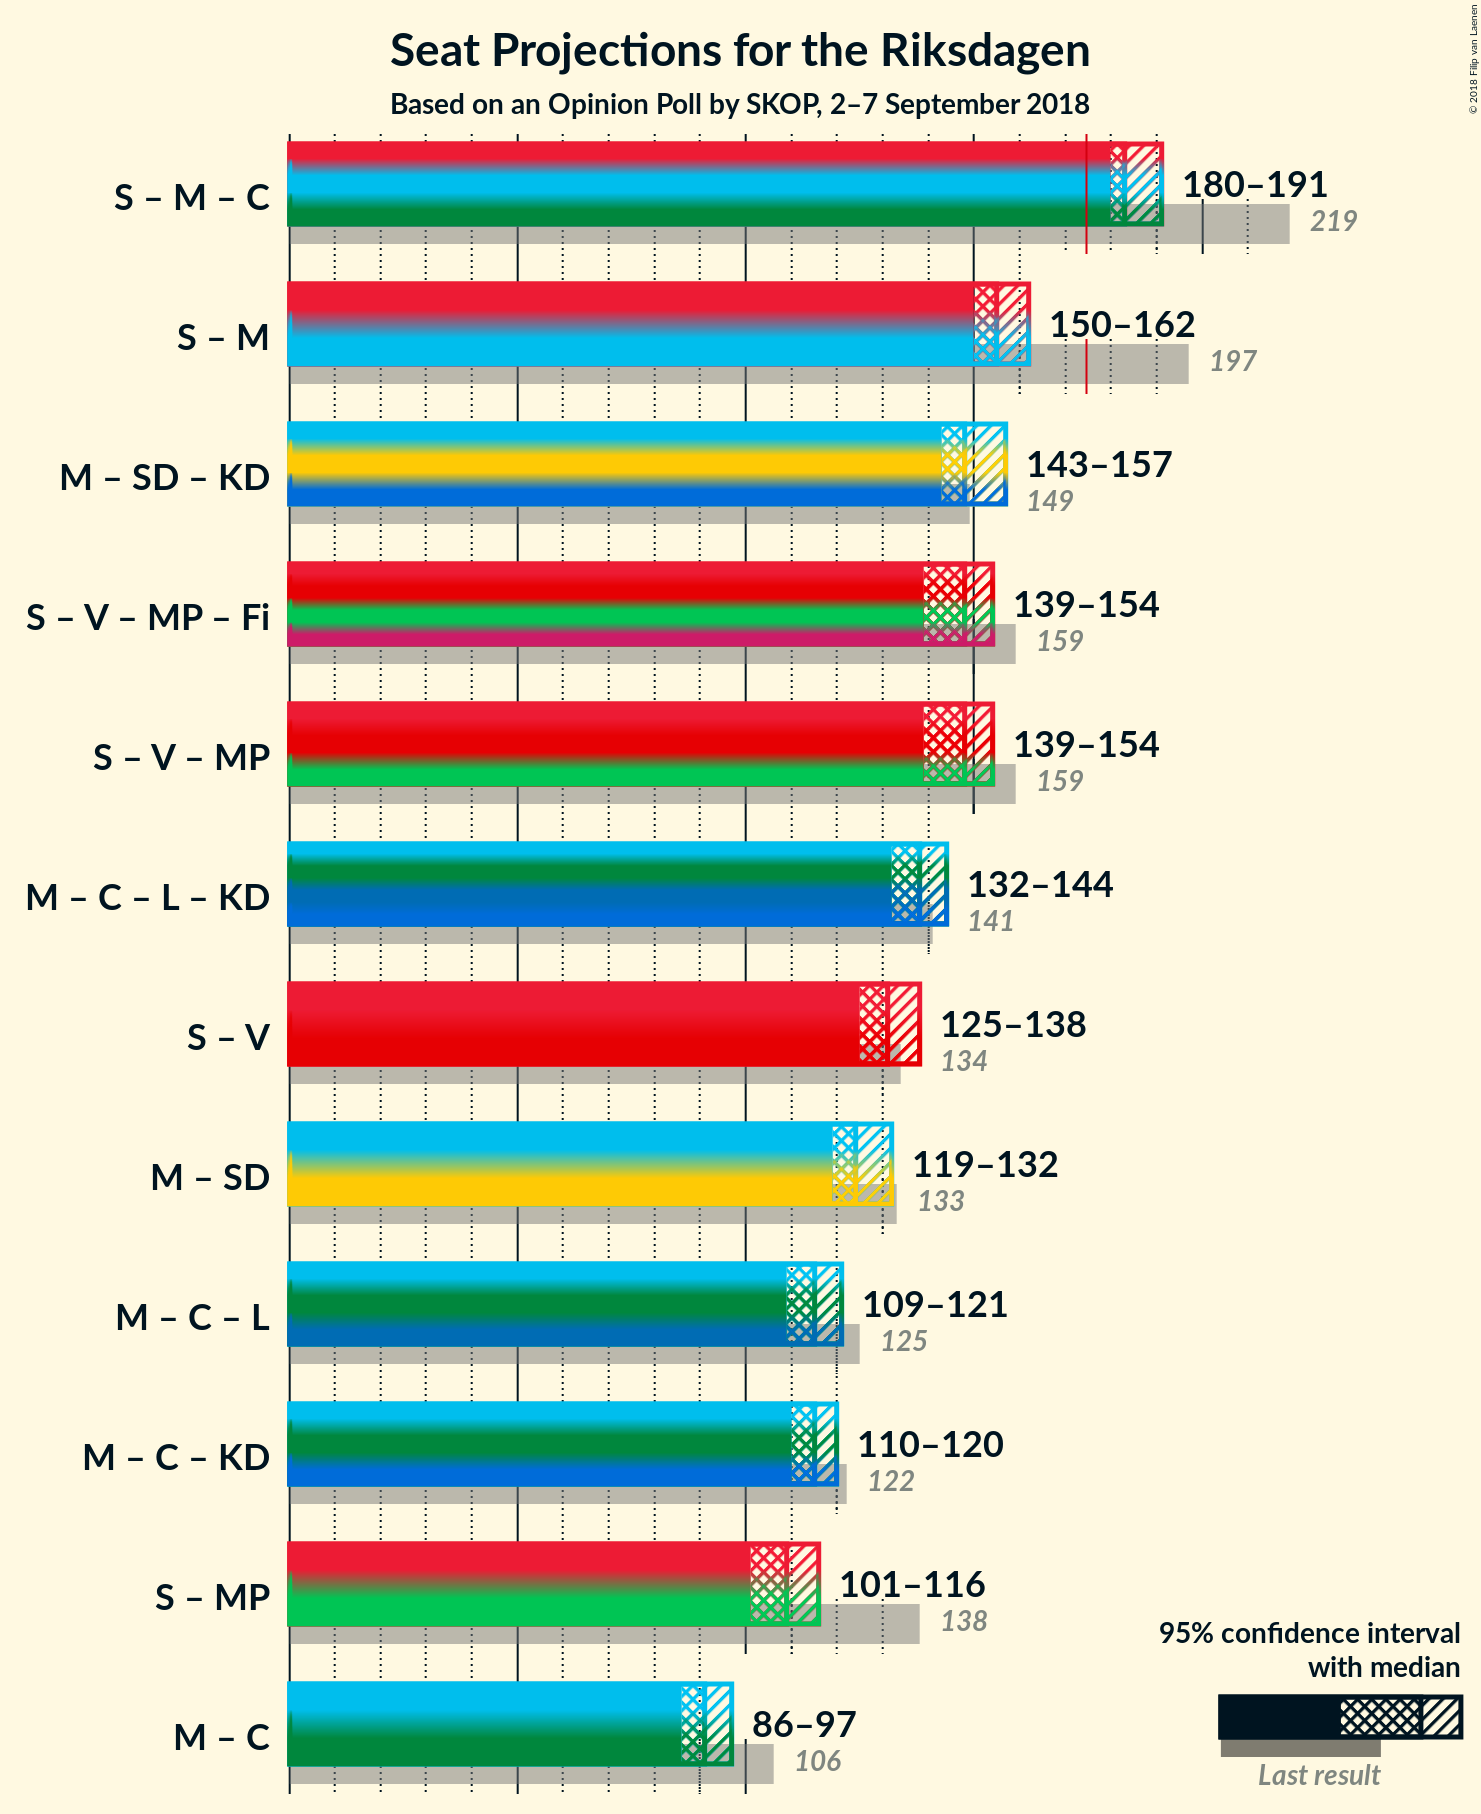 Seat Projections for the Riksdagen
Based on an Opinion Poll by SKOP, 2–7 September 2018
© 2018 Filip van Laenen
S – M – C
180–191
219
S – M
150–162
197
M – SD – KD
143–157
149
S – V – MP – Fi
139–154
159
S – V – MP
139–154
159
M – C – L – KD
132–144
141
S – V
125–138
134
M – SD
119–132
133
M – C – L
109–121
125
M – C – KD
110–120
122
S – MP
101–116
138
M – C
86–97
106
95% confidence interval
with median
Last result